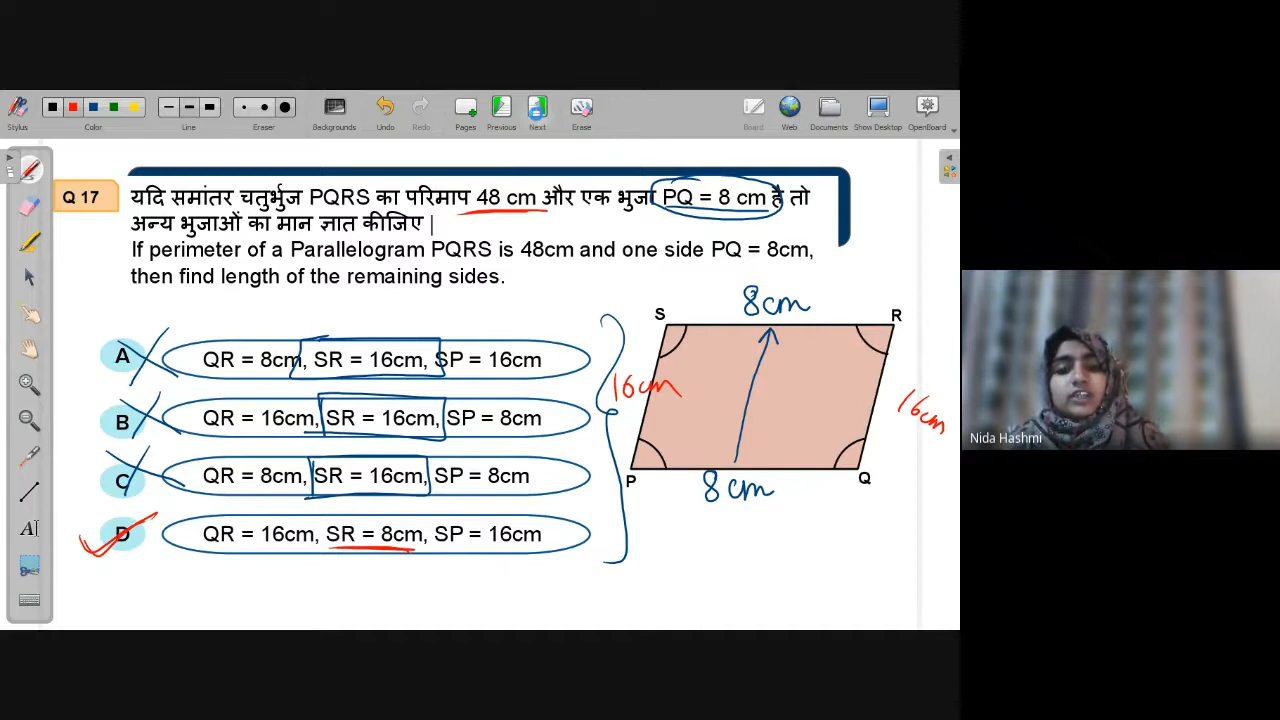 Stylus
Color
Line
Eraser
Backgrounds
Undo
Redo
Pages
Previous
Next
Erase
Board
Web
Documents
Show Desktop
OpenBoard
Q 17
यदि समांतर चतुर्भुज PQRS का परिमाप 48 cm और एक भुजा PQ = 8 cm है तो
अन्य भुजाओं का मान ज्ञात कीजिए |
If perimeter of a Parallelogram PQRS is 48cm and one side PQ = 8cm,
then find length of the remaining sides.
A QR = 8cm, SR = 16cm, SP = 16cm
B QR = 16cm, SR = 16cm, SP = 8cm
C QR = 8cm, SR = 16cm, SP = 8cm
D QR = 16cm, SR = 8cm, SP = 16cm
8cm
S R
16cm
16cm
P Q
8cm
Nida Hashmi